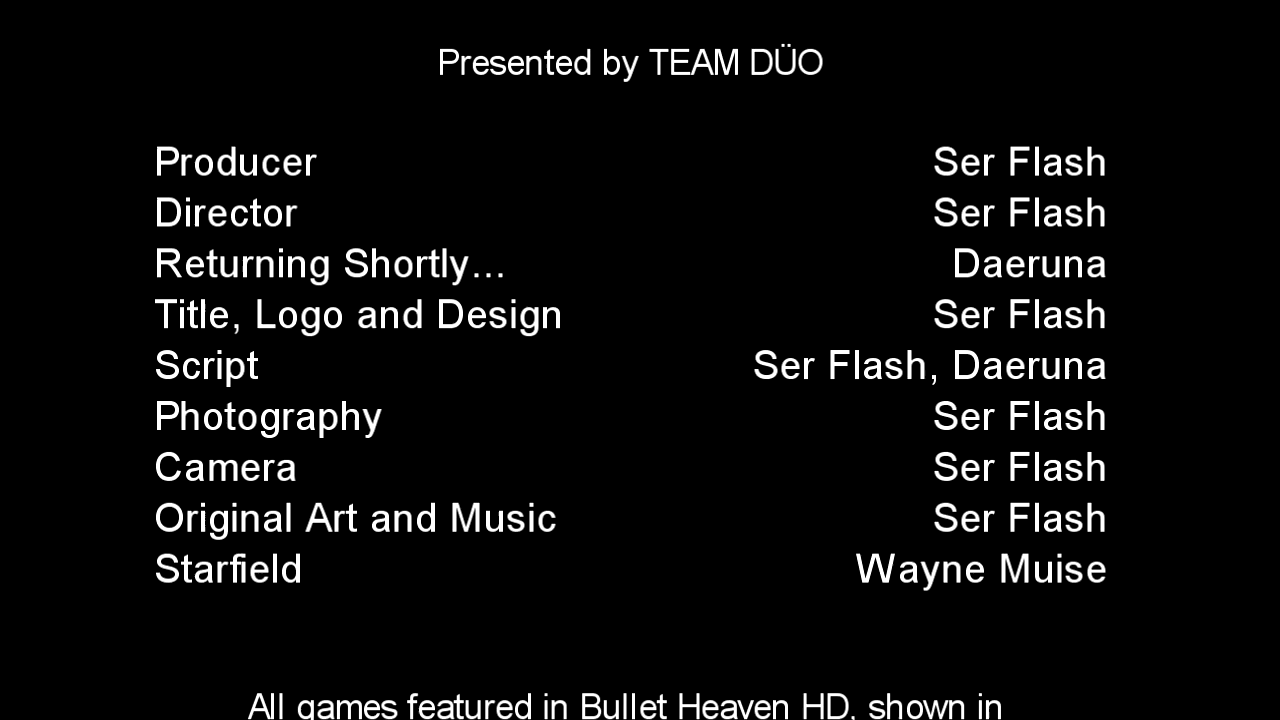 Presented by TEAM DÜO
Producer Ser Flash
Director Ser Flash
Returning Shortly... Daeruna
Title, Logo and Design Ser Flash
Script Ser Flash, Daeruna
Photography Ser Flash
Camera Ser Flash
Original Art and Music Ser Flash
Starfield Wayne Muise
All games featured in Bullet Heaven HD, shown in